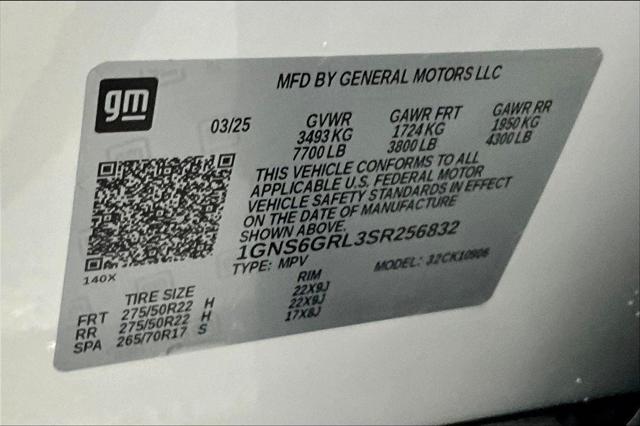 gm
MFD BY GENERAL MOTORS LLC
03/25 GVWR GAWR FRT GAWR RR
3493 KG 1724 KG 1950 KG
7700 LB 3800 LB 4300 LB
THIS VEHICLE CONFORMS TO ALL
APPLICABLE U.S. FEDERAL MOTOR
VEHICLE SAFETY STANDARDS IN EFFECT
ON THE DATE OF MANUFACTURE
SHOWN ABOVE.
1GNS6GRL3SR256832
TYPE: MPV MODEL: 32CK10906
140X
TIRE SIZE RIM
FRT 275/50R22 H 22X9J
RR 275/50R22 H 22X9J
SPA 265/70R17 S 17X8J